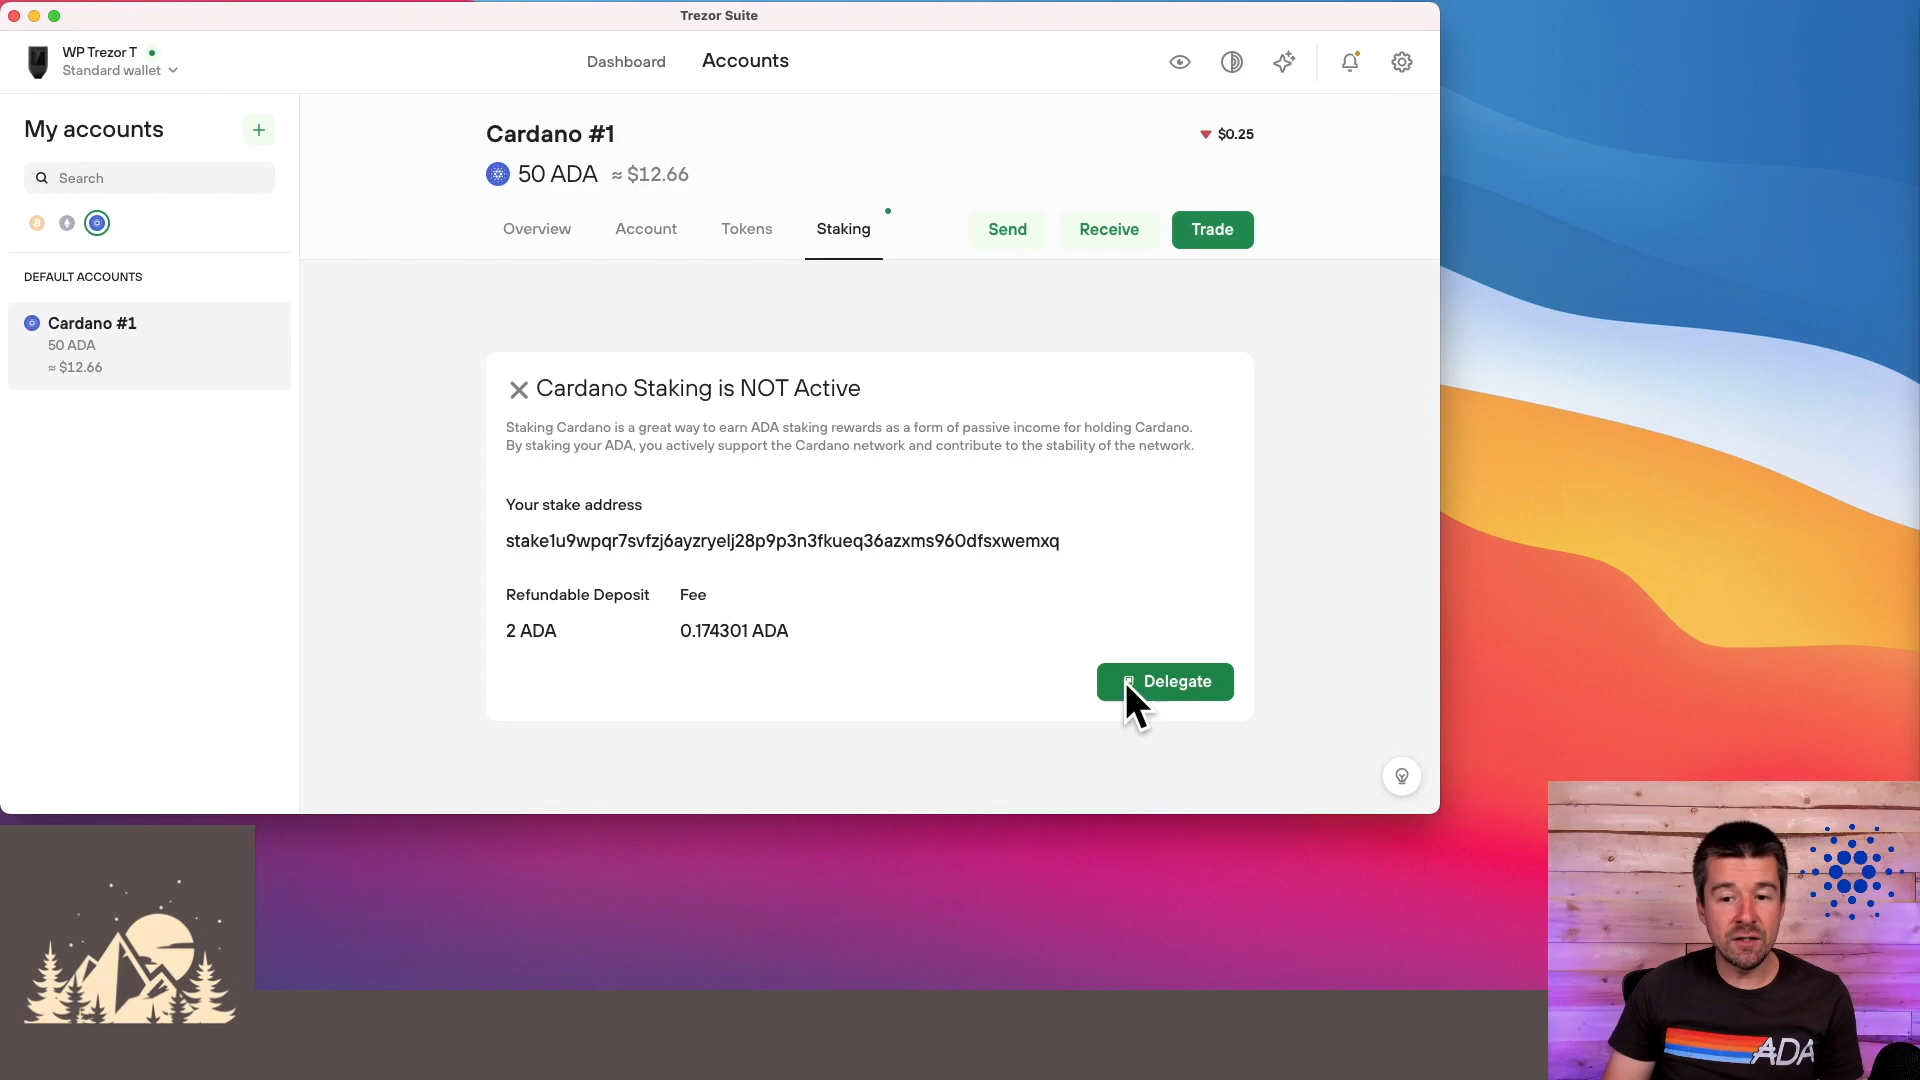 Trezor Suite
WP Trezor T
Standard wallet
Dashboard
Accounts
My accounts
Search
DEFAULT ACCOUNTS
Cardano #1
50 ADA
≈ $12.66
Cardano #1
$0.25
50 ADA ≈ $12.66
Overview
Account
Tokens
Staking
Send
Receive
Trade
Cardano Staking is NOT Active
Staking Cardano is a great way to earn ADA staking rewards as a form of passive income for holding Cardano.
By staking your ADA, you actively support the Cardano network and contribute to the stability of the network.
Your stake address
stake1u9wpqr7svfzj6ayzryelj28p9p3n3fkueq36azxms960dfsxwemxq
Refundable Deposit
Fee
2 ADA
0.174301 ADA
Delegate
ADA